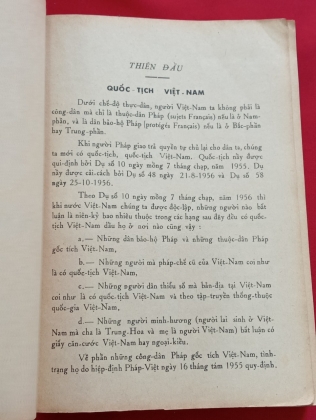 THIÊN ĐẦU
QUỐC-TỊCH VIỆT-NAM
Dưới chế-độ thực-dân, người Việt-Nam ta không phải là
công-dân mà chỉ là thuộc-dân Pháp (sujets Français) nếu là ở Nam-
phần, và là dân bảo-hộ Pháp (protégés Français) nếu là ở Bắc-phần
hay Trung-phần.
Khi người Pháp giao trả quyền tự chủ lại cho dân ta, chúng
ta mới có quốc-tịch, quốc-tịch Việt-Nam. Quốc-tịch này được
qui-định bởi Dụ số 10 ngày mồng 7 tháng chạp, năm 1955. Dụ
này được cải-cách bởi Dụ số 48 ngày 21-8-1956 và Dụ số 58
ngày 25-10-1956.
Theo Dụ số 10 ngày mồng 7 tháng chạp, năm 1956 thì
khi nước Việt-Nam chúng ta được độc-lập, những người nào, bất
luận là niên-kỷ bao nhiêu thuộc trong các hạng sau đây đều có quốc-
tịch Việt-Nam dầu họ ở nơi nào cũng vậy :
a.— Những dân bảo-hộ Pháp và những thuộc-dân Pháp
gốc tích Việt-Nam,
b.— Những người mà pháp-chế cũ của Việt-Nam coi như
là có quốc-tịch Việt-Nam,
c.— Những người dân thiểu số mà bản-địa tại Việt-Nam
coi như là có quốc-tịch Việt-Nam và theo tập-truyền thống-thuộc
quốc-gia Việt-Nam,
d.— Những người minh-hương (người lai sinh ở Việt-
Nam mà cha là Trung-Hoa và mẹ là người Việt-Nam) bất luận có
giấy căn-cước Việt-Nam hay ngoại-kiều.
Về phần những công-dân Pháp gốc tích Việt-Nam, tình-
trạng họ do hiệp-định Pháp-Việt ngày 16 tháng tám 1955 quy-định.